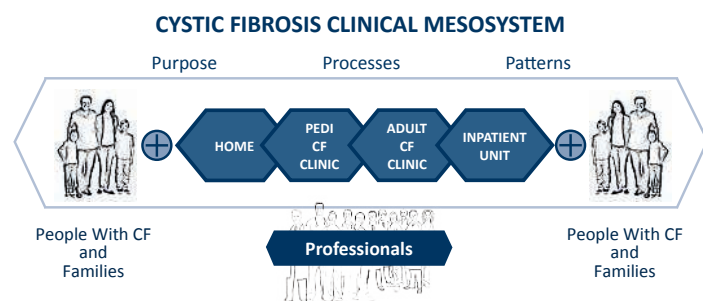 CYSTIC FIBROSIS CLINICAL MESOSYSTEM
Purpose Processes Patterns
HOME
PEDI
CF
CLINIC
ADULT
CF
CLINIC
INPATIENT
UNIT
People With CF
and
Families
Professionals
People With CF
and
Families